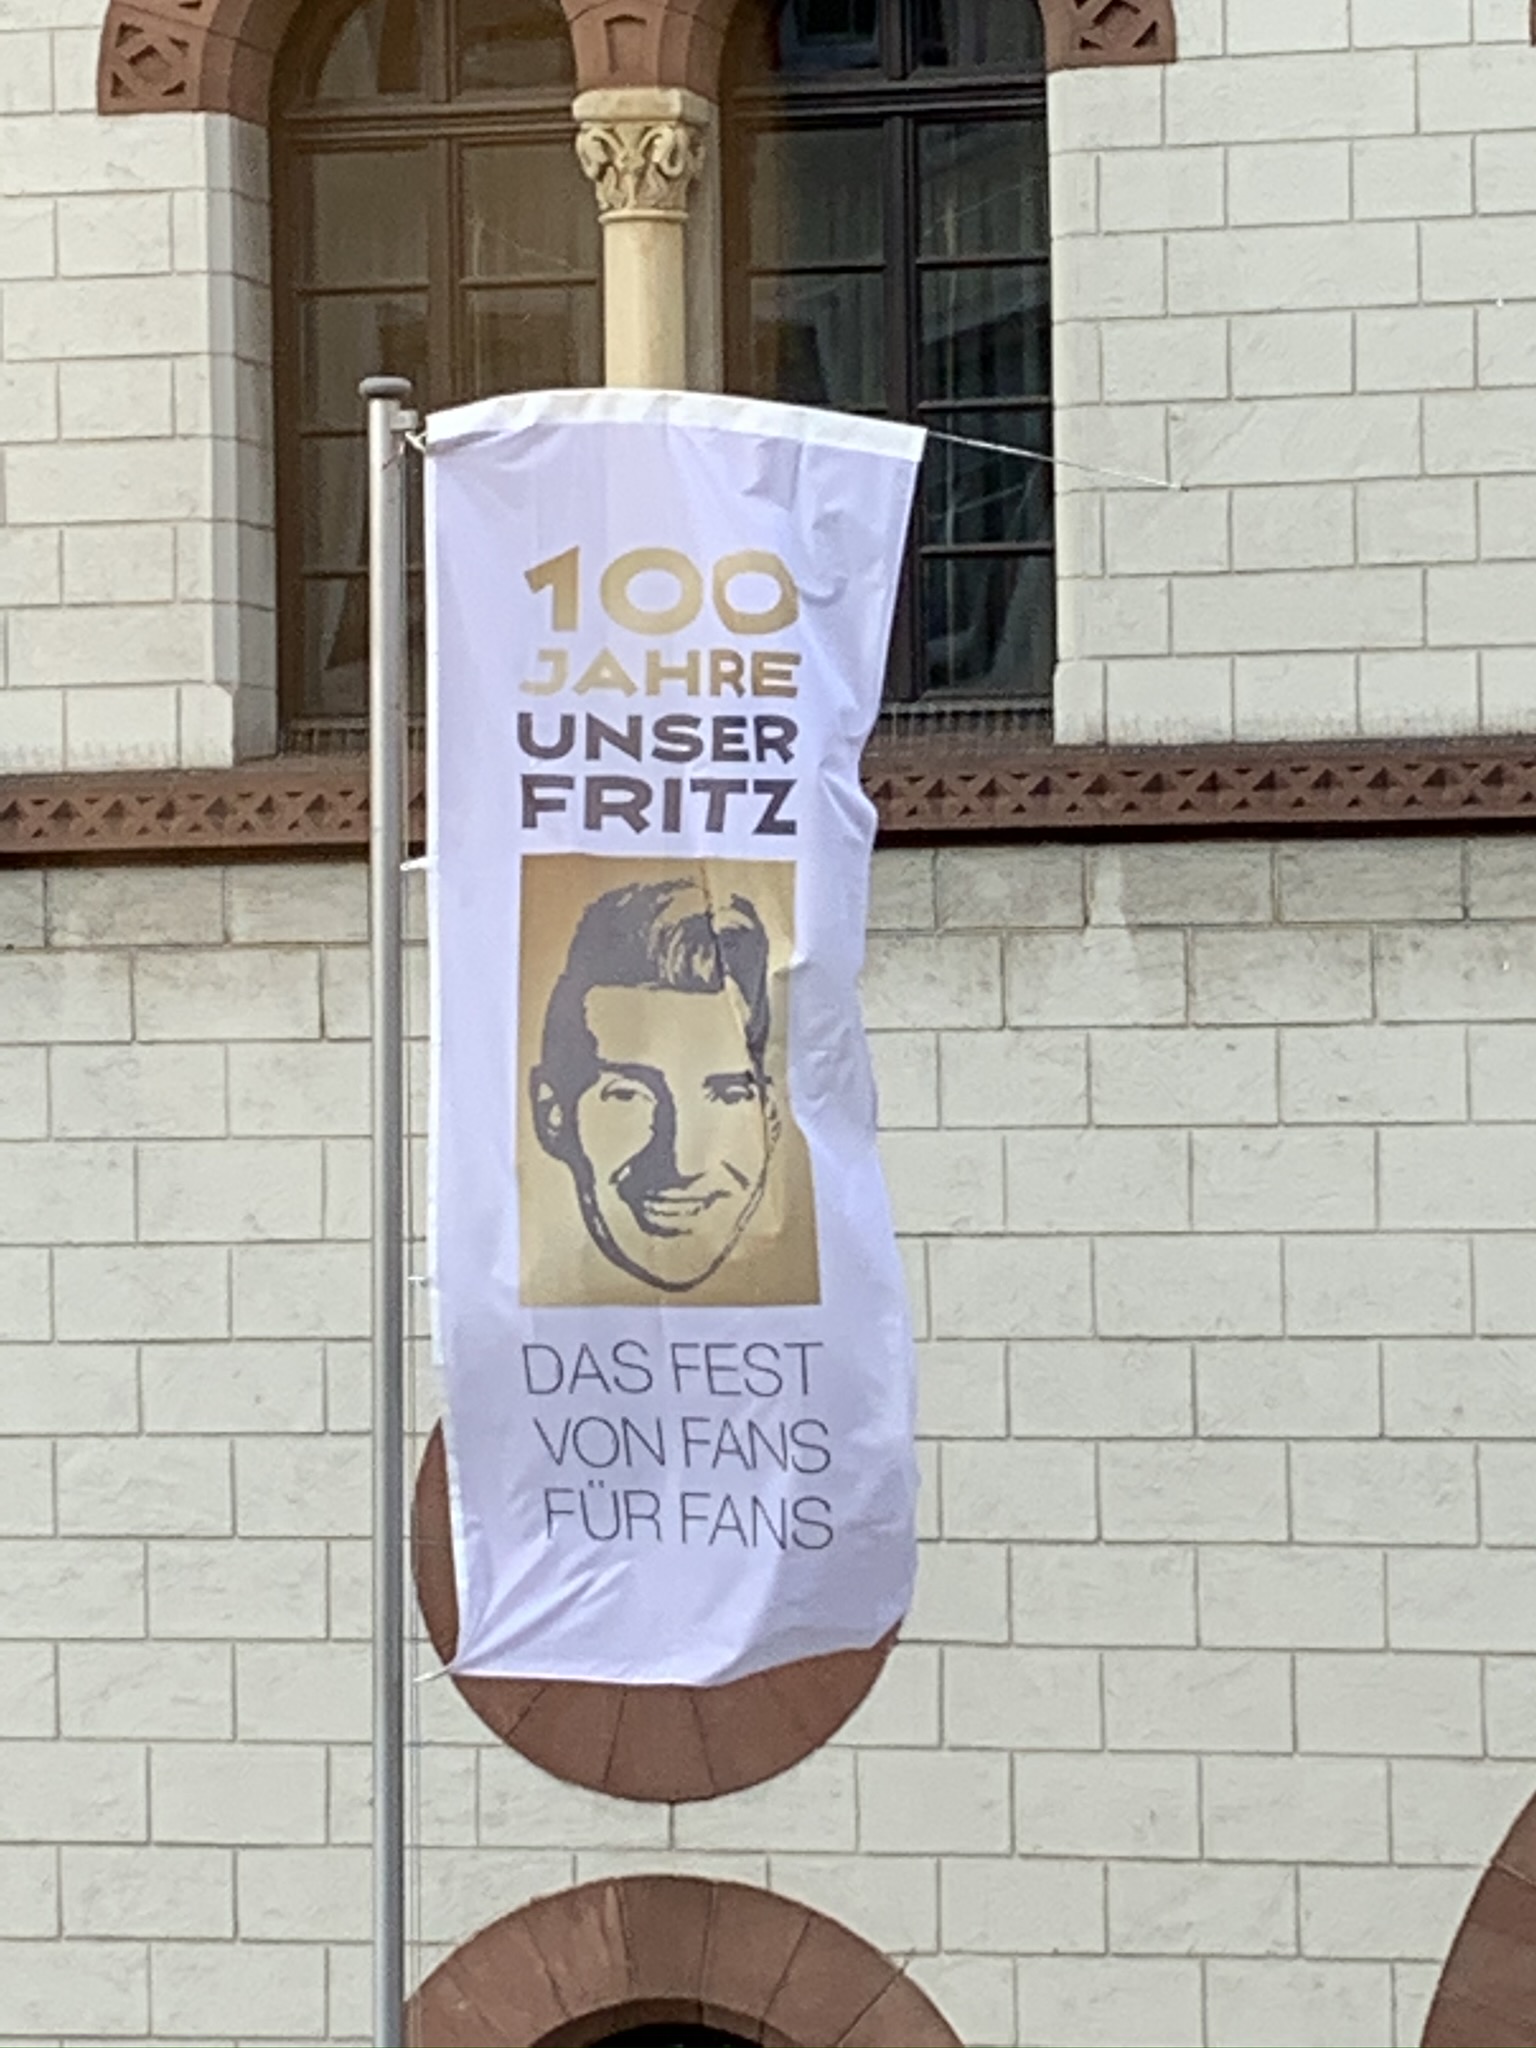 100
JAHRE
UNSER
FRITZ
DAS FEST
VON FANS
FÜR FANS